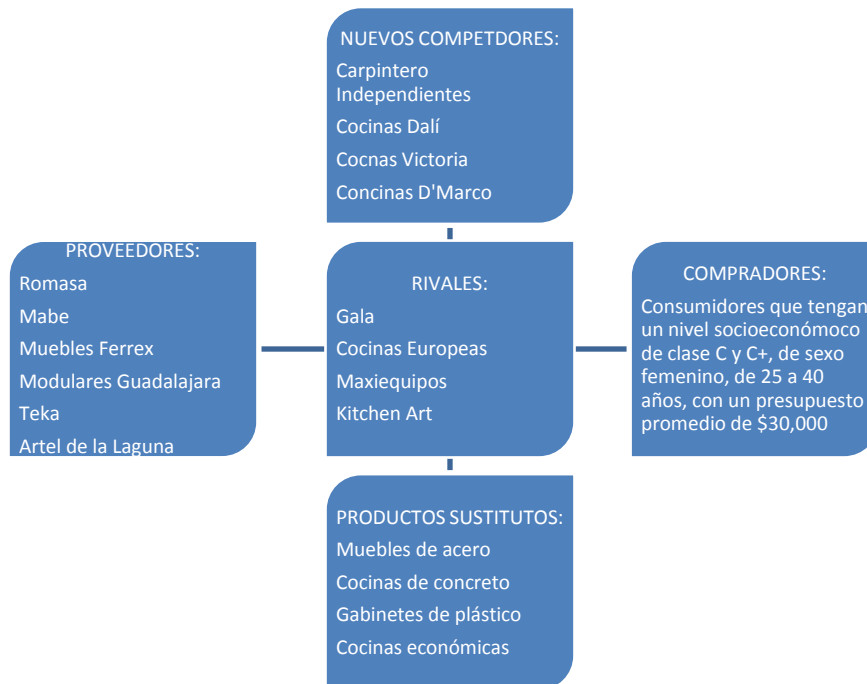 NUEVOS COMPETDORES:
Carpintero
Independientes
Cocinas Dalí
Cocnas Victoria
Concinas D'Marco
PROVEEDORES:
Romasa
Mabe
Muebles Ferrex
Modulares Guadalajara
Teka
Artel de la Laguna
RIVALES:
Gala
Cocinas Europeas
Maxiequipos
Kitchen Art
COMPRADORES:
Consumidores que tengan
un nivel socioeconómoco
de clase C y C+, de sexo
femenino, de 25 a 40
años, con un presupuesto
promedio de $30,000
PRODUCTOS SUSTITUTOS:
Muebles de acero
Cocinas de concreto
Gabinetes de plástico
Cocinas económicas